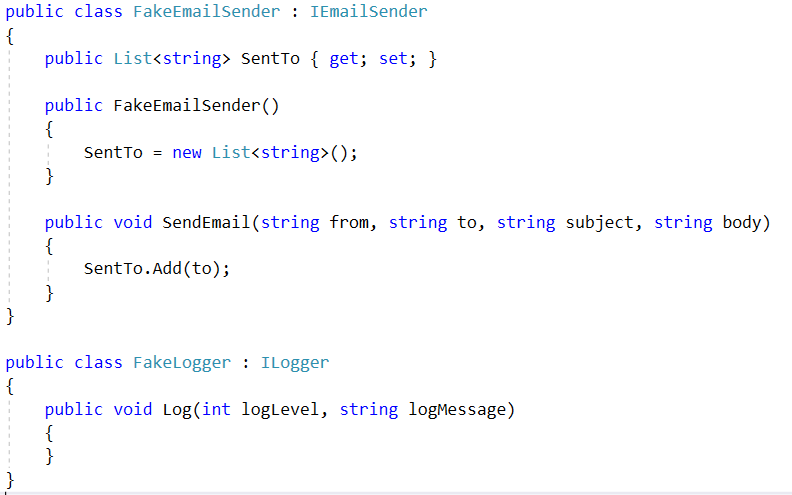 public class FakeEmailSender : IEmailSender
{
    public List<string> SentTo { get; set; }

    public FakeEmailSender()
    {
        SentTo = new List<string>();
    }

    public void SendEmail(string from, string to, string subject, string body)
    {
        SentTo.Add(to);
    }
}

public class FakeLogger : ILogger
{
    public void Log(int logLevel, string logMessage)
    {
    }
}